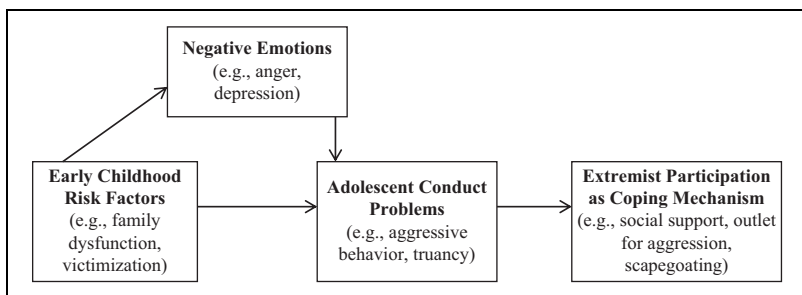 Negative Emotions
(e.g., anger,
depression)
Early Childhood
Risk Factors
(e.g., family
dysfunction,
victimization)
Adolescent Conduct
Problems
(e.g., aggressive
behavior, truancy)
Extremist Participation
as Coping Mechanism
(e.g., social support, outlet
for aggression,
scapegoating)